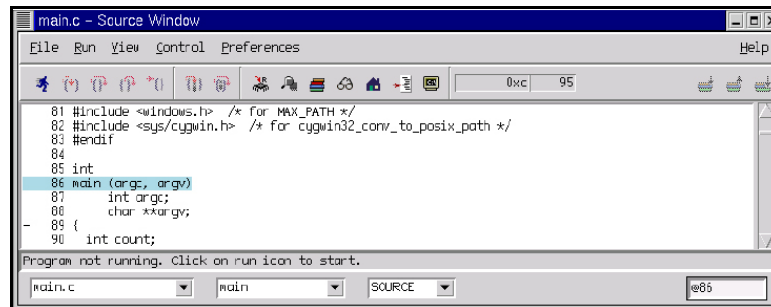 main.c - Source Window
File Run View Control Preferences Help
0xc 95
81 #include <windows.h> /* for MAX_PATH */
82 #include <sys/cygwin.h> /* for cygwin32_conv_to_posix_path */
83 #endif
84
85 int
86 main (argc, argv)
87 int argc;
88 char **argv;
- 89 {
90 int count;
Program not running. Click on run icon to start.
main.c main SOURCE @86